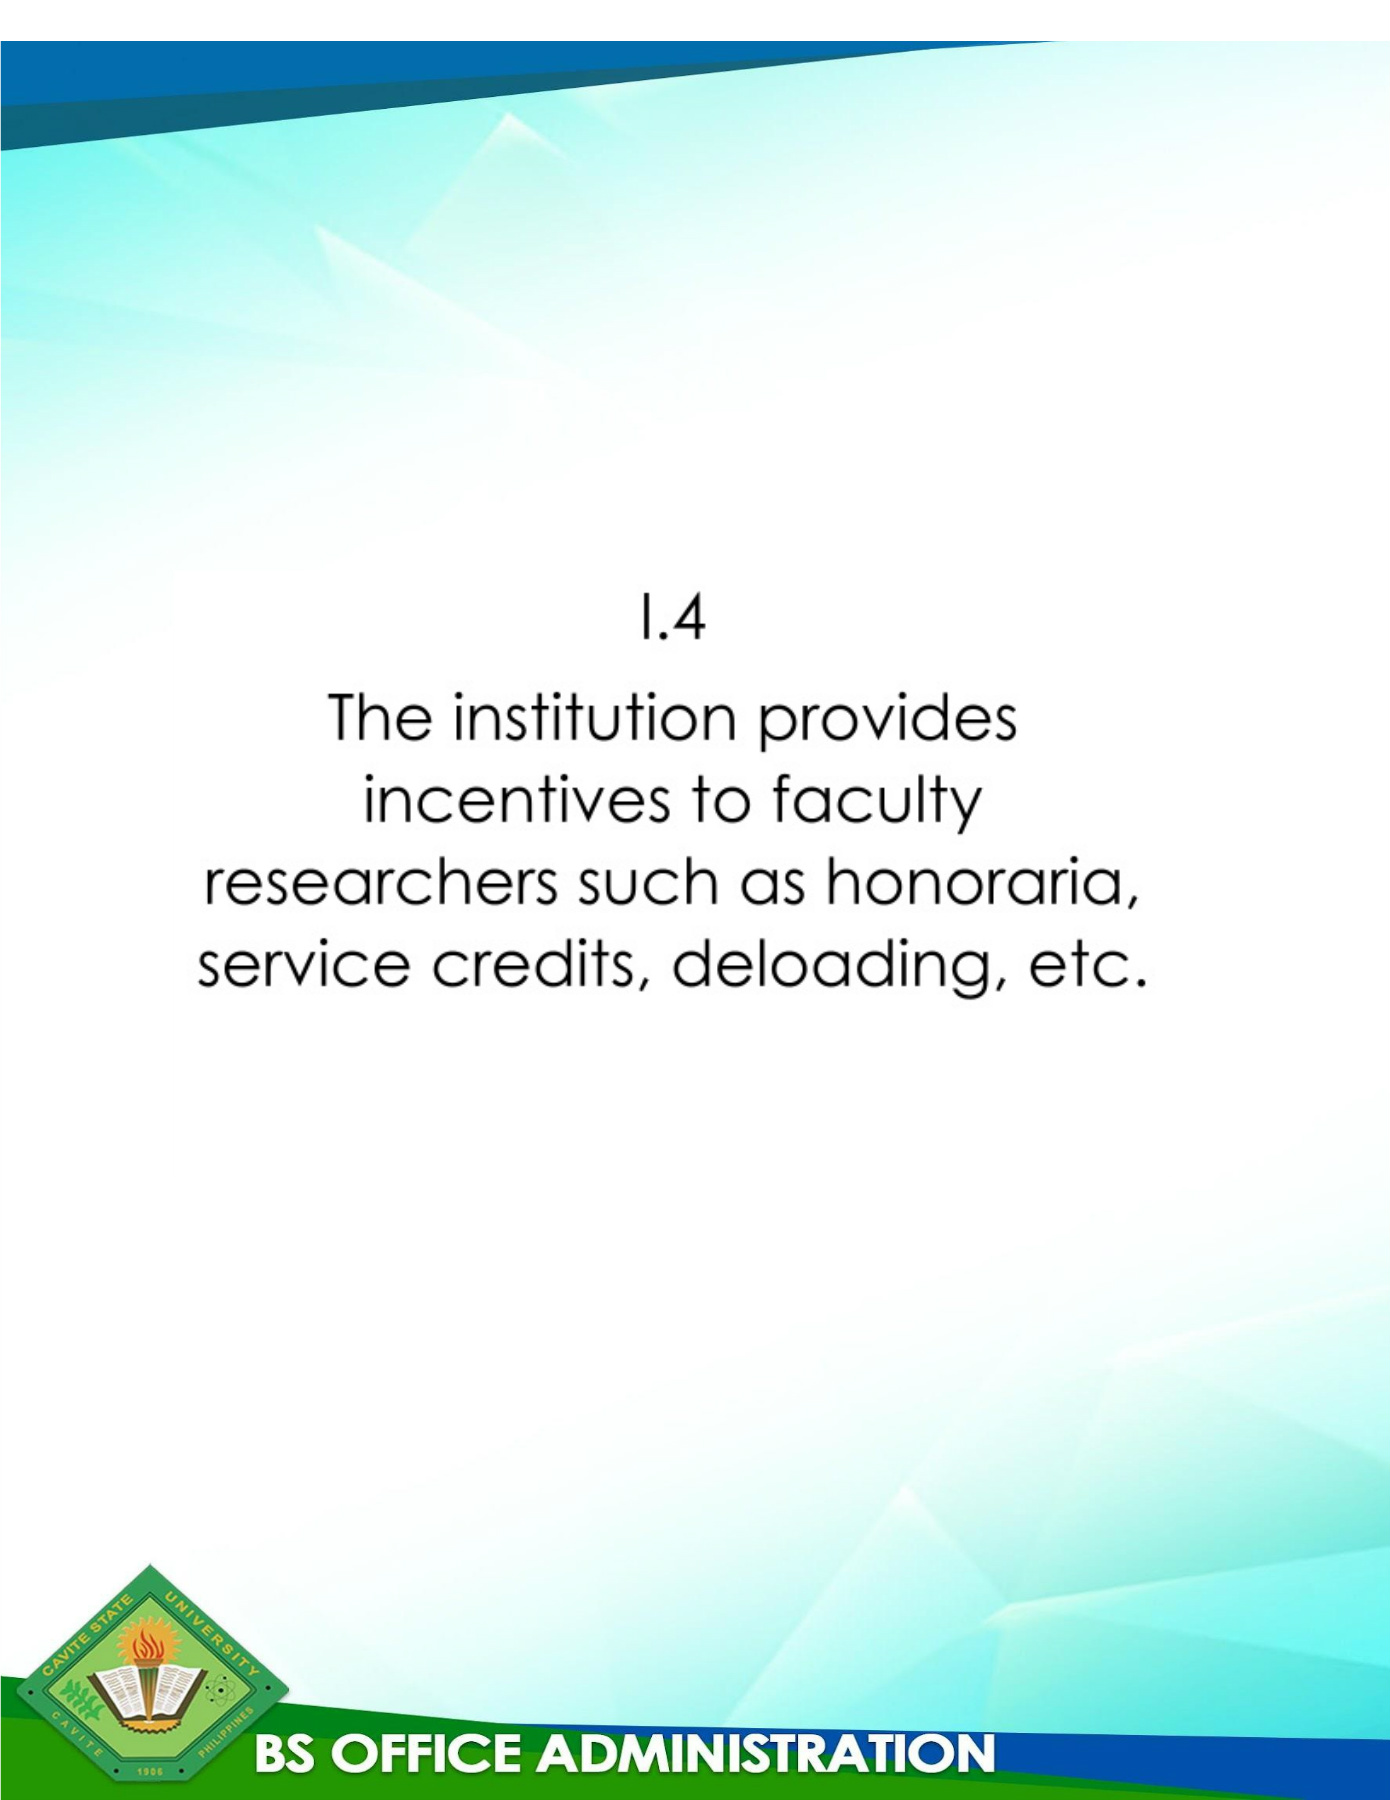 I.4
The institution provides
incentives to faculty
researchers such as honoraria,
service credits, deloading, etc.
CAVITE STATE UNIVERSITY
CAVITE PHILIPPINES
1906
BS OFFICE ADMINISTRATION